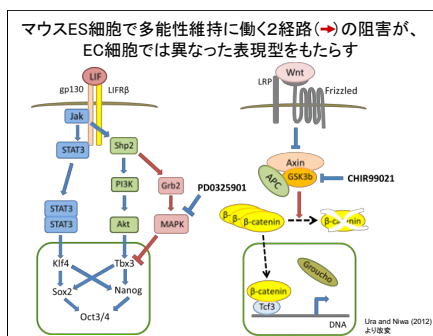 マウスES細胞で多能性維持に働く2経路(→)の阻害が、
EC細胞では異なった表現型をもたらす
LIF
gp130
LIFRβ
Jak
STAT3
Shp2
PI3K
Grb2
PD0325901
STAT3
STAT3
Akt
MAPK
Klf4
Tbx3
Sox2
Nanog
Oct3/4
Wnt
LRP
Frizzled
Axin
APC
GSK3b
CHIR99021
β-
β-
β-catenin
β-catenin
β-catenin
Tcf3
Groucho
DNA
Ura and Niwa (2012)
より改変